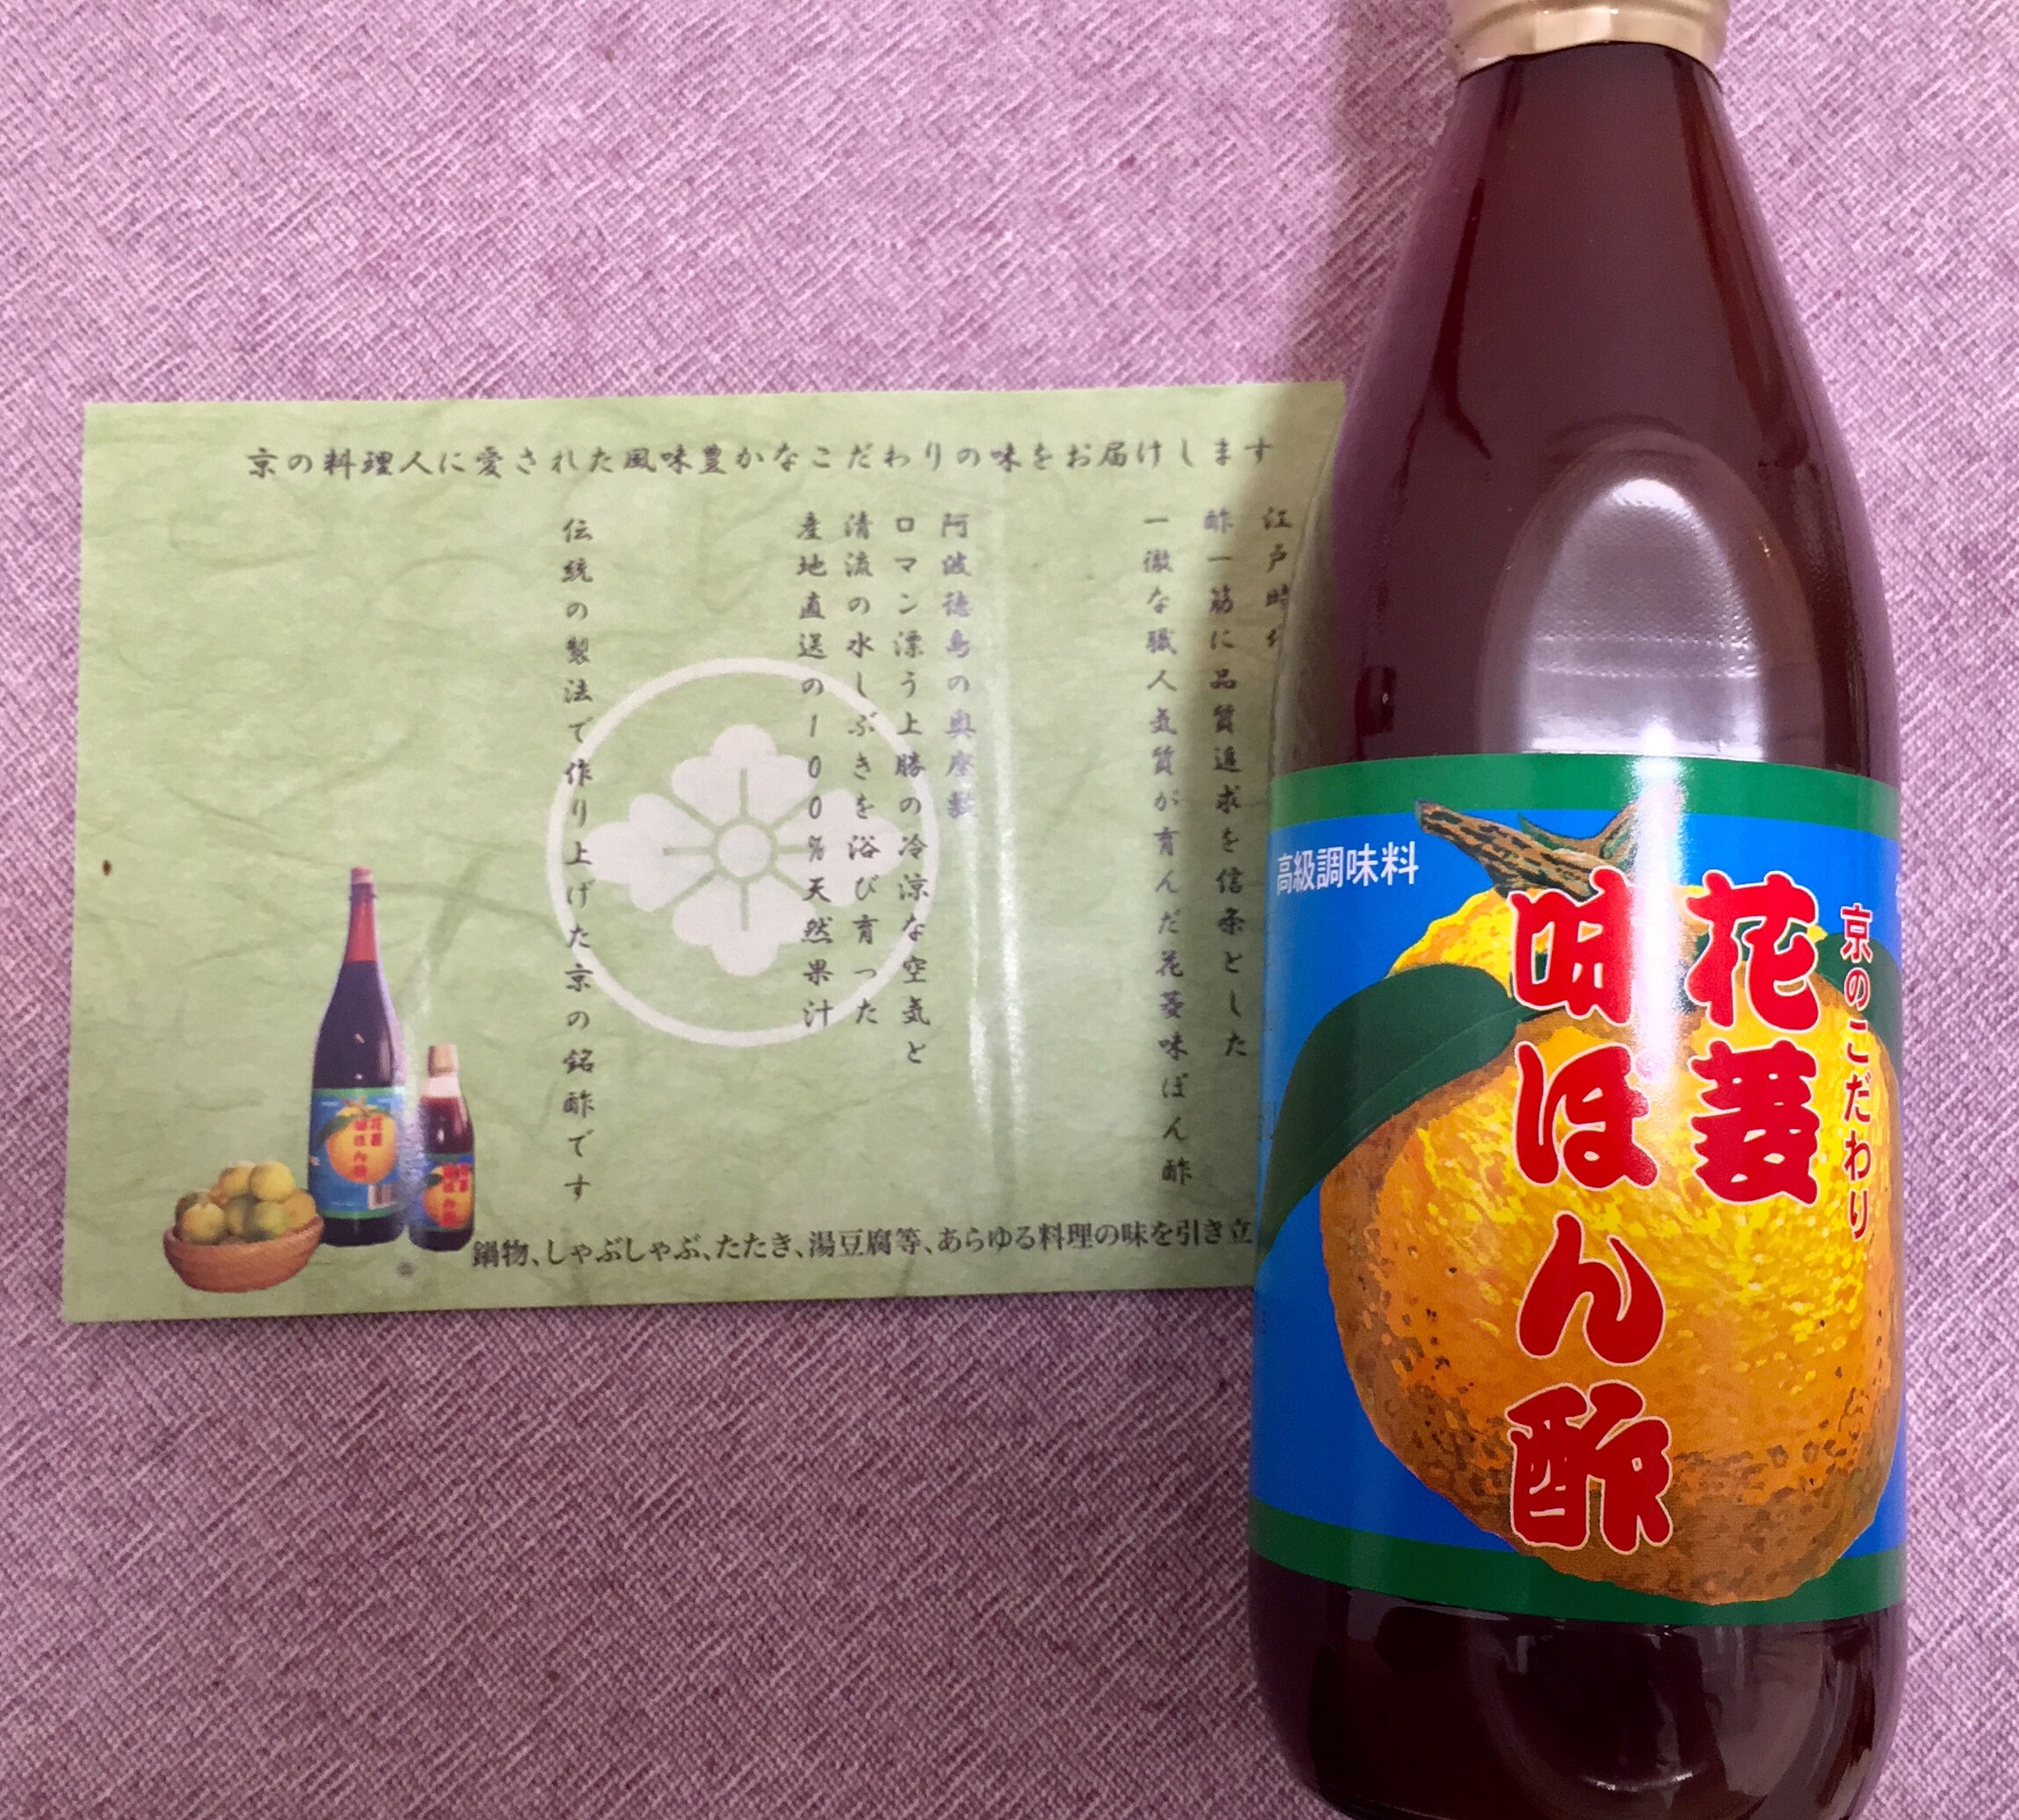 京の料理人に愛された風味豊かなこだわりの味をお届けします
江戸時
酢一筋に品質追求を信条とした
一徹な職人気質が育んだ花菱味ぽん酢
阿波徳島の奥座敷
ロマン漂う上勝の冷涼な空気と
清流の水しぶきを浴び育った
産地直送の100%天然果汁
伝統の製法で作り上げた京の銘酢です
鍋物、しゃぶしゃぶ、たたき、湯豆腐等、あらゆる料理の味を引き立
京のこだわり
花菱
味ぽん酢
高級調味料